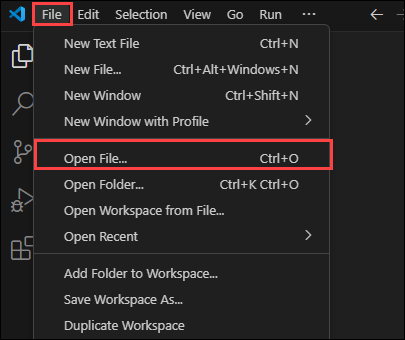 File Edit Selection View Go Run ···
New Text File Ctrl+N
New File... Ctrl+Alt+Windows+N
New Window Ctrl+Shift+N
New Window with Profile
Open File... Ctrl+O
Open Folder... Ctrl+K Ctrl+O
Open Workspace from File...
Open Recent
Add Folder to Workspace...
Save Workspace As...
Duplicate Workspace